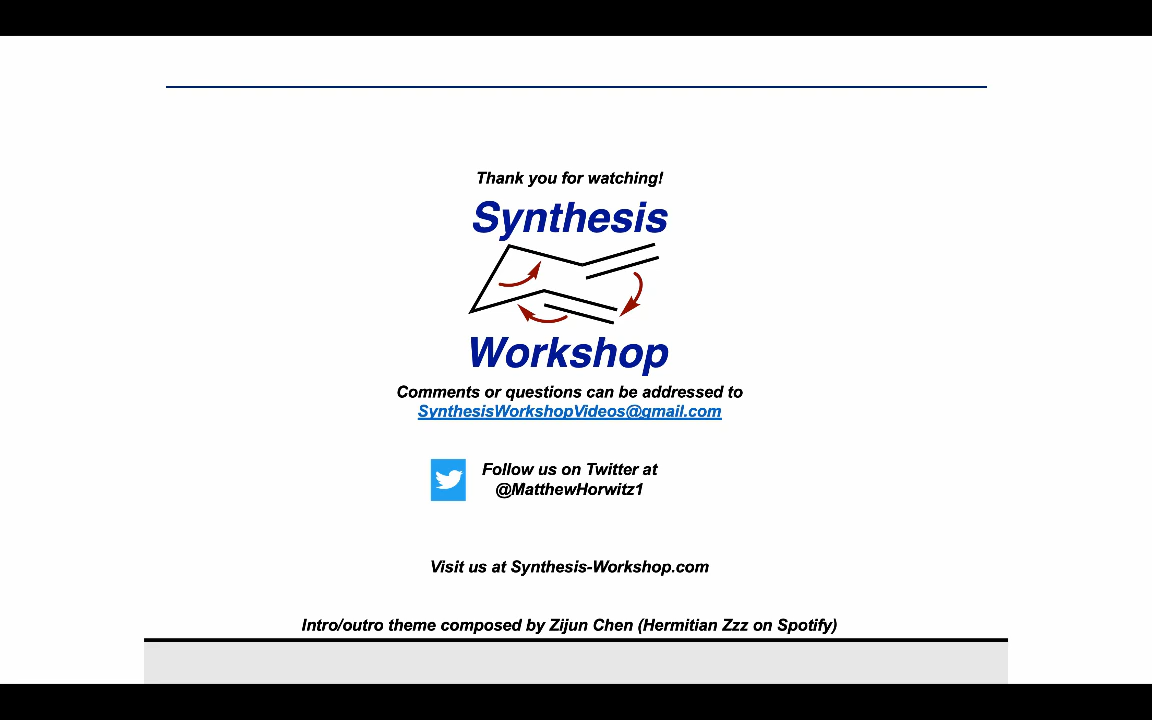 Thank you for watching!
Synthesis
Workshop
Comments or questions can be addressed to
SynthesisWorkshopVideos@gmail.com
Follow us on Twitter at
@MatthewHorwitz1
Visit us at Synthesis-Workshop.com
Intro/outro theme composed by Zijun Chen (Hermitian Zzz on Spotify)